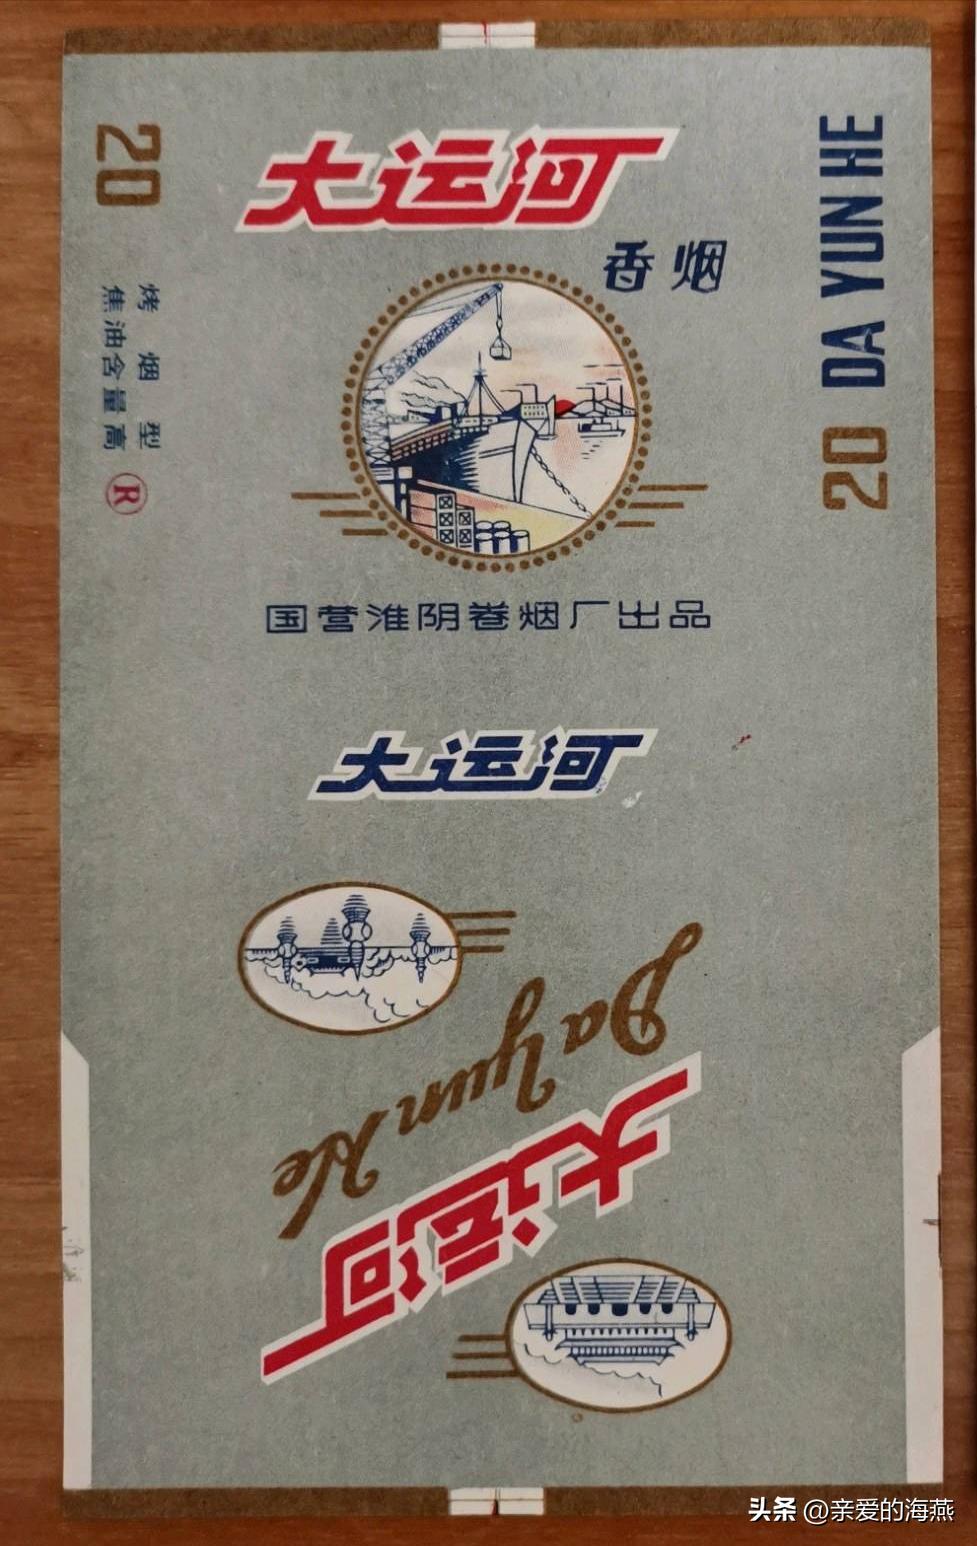 大运河
香烟
20
烤烟型
焦油含量高
R
DA YUN HE
20
国营淮阴卷烟厂出品
大运河
Da Yun He
大运河
头条 @亲爱的海燕